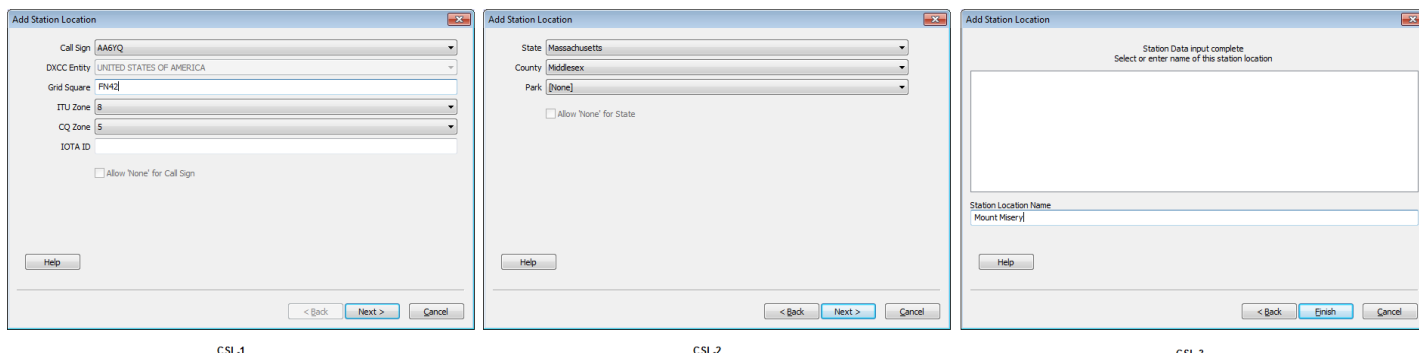 Add Station Location
Call Sign AA6YQ
DXCC Entity UNITED STATES OF AMERICA
Grid Square FN42
ITU Zone 8
CQ Zone 5
IOTA ID
Allow 'None' for Call Sign
Help
< Back Next > Cancel
CSL-1
Add Station Location
State Massachusetts
County Middlesex
Park [None]
Allow 'None' for State
Help
< Back Next > Cancel
CSL-2
Add Station Location
Station Data input complete
Select or enter name of this station location
Station Location Name
Mount Misery
Help
< Back Finish Cancel
CSL-3